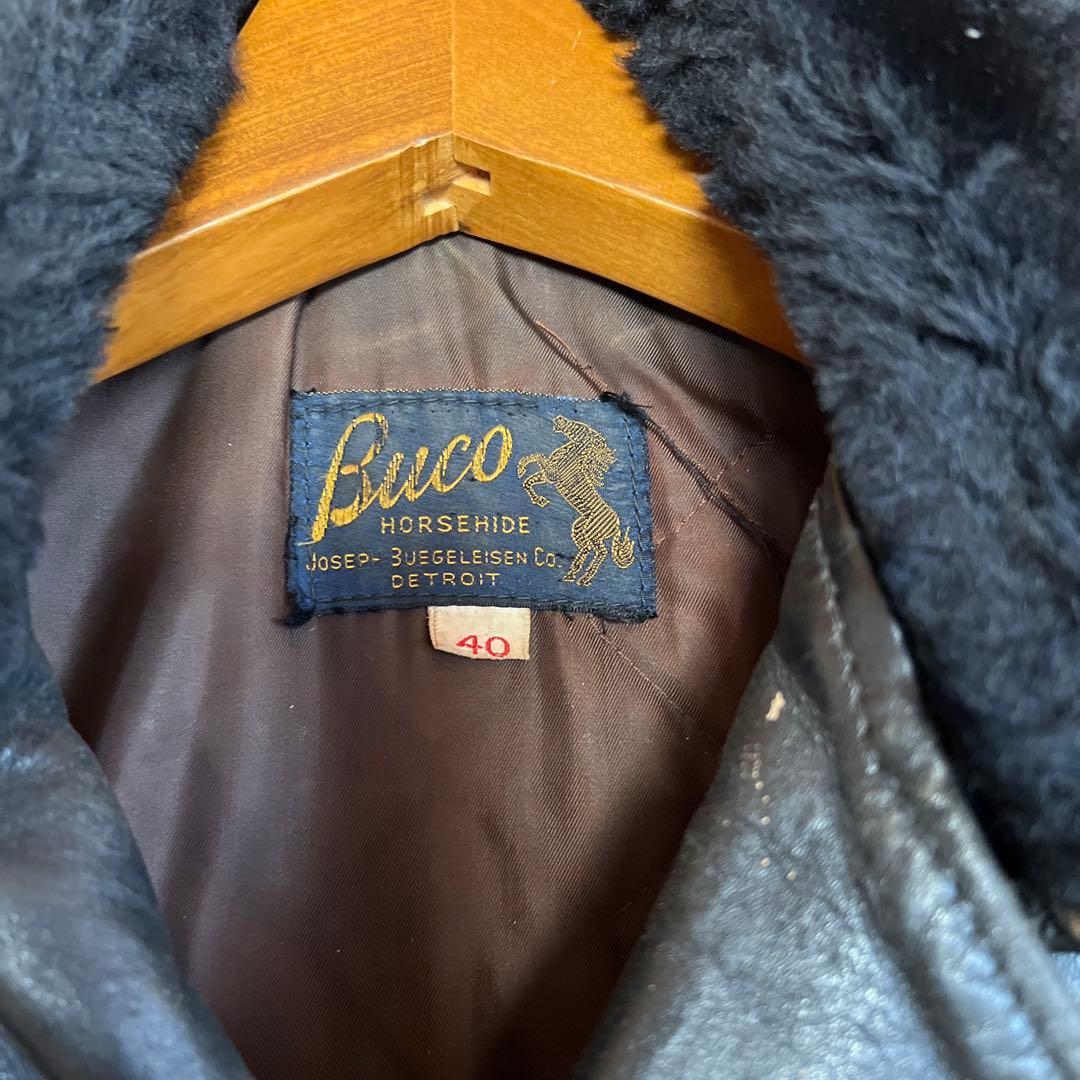 Buco
HORSEHIDE
JOSEP- BUEGELEISEN CO.
DETROIT
40